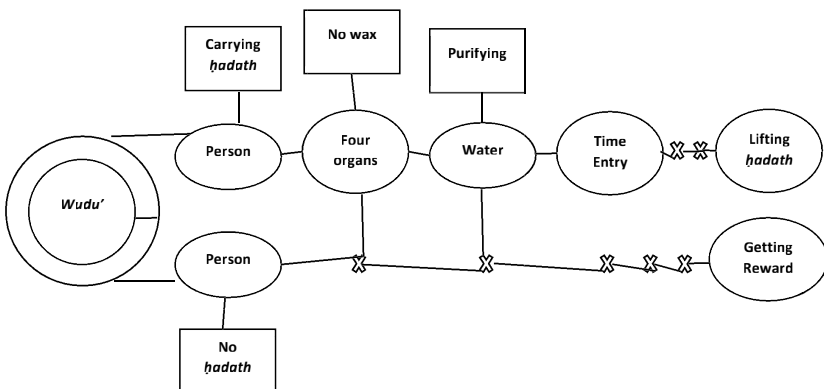 Carrying
ḥadath
No wax
Purifying
Person
Four
organs
Water
Time
Entry
Lifting
ḥadath
Wudu’
Person
Getting
Reward
No
ḥadath